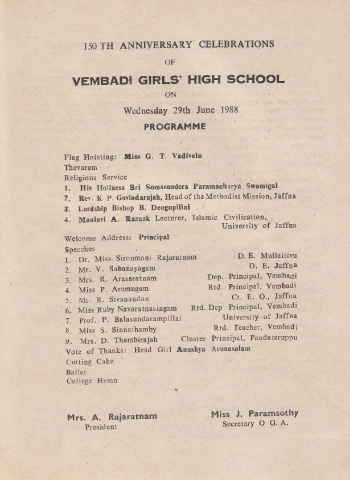 150 TH ANNIVERSARY CELEBRATIONS
OF
VEMBADI GIRLS' HIGH SCHOOL
ON
Wednesday 29th June 1988
PROGRAMME
Flag Hoisting: Miss G. T. Vadivelu
Thevaram
Religious Service
1. His Holiness Sri Somasundera Paramacharya Swamigal
2. Rev. K P. Govindarajah, Head of the Methodist Mission, Jaffna
3. Lordship Bishop B. Deogupillai
4. Maulavi A. Razaak Lecturer, Islamic Civilization,
University of Jaffna
Welcome Address: Principal
Speeches
1. Dr. Miss Sironmani Rajaratnam D. E. Mullaitivu
2. Mr. V. Sabanayagam D. E. Jaffna
3. Mrs. R. Arasaratnam Dep. Principal, Vembadi
4. Miss P. Arumugam Rtd. Principal, Vembadi
5. Mr. R. Sivanandan Ct. E. O., Jaffna
6. Miss Ruby Navaratnasingam Rtd. Dep Principal, Vembadi
7. Prof. P. Balasundarampillai University of Jaffna
8. Miss S. Sinnathamby Rtd. Teacher, Vembadi
9. Mrs. D. Thambirajah Cluster Principal, Pandateruppu
Vote of Thanks: Head Girl Anushya Arunasalam
Cutting Cake
Ballet
College Hymn
Mrs. A. Rajaratnam Miss J. Paramsothy
President Secretary O G. A.